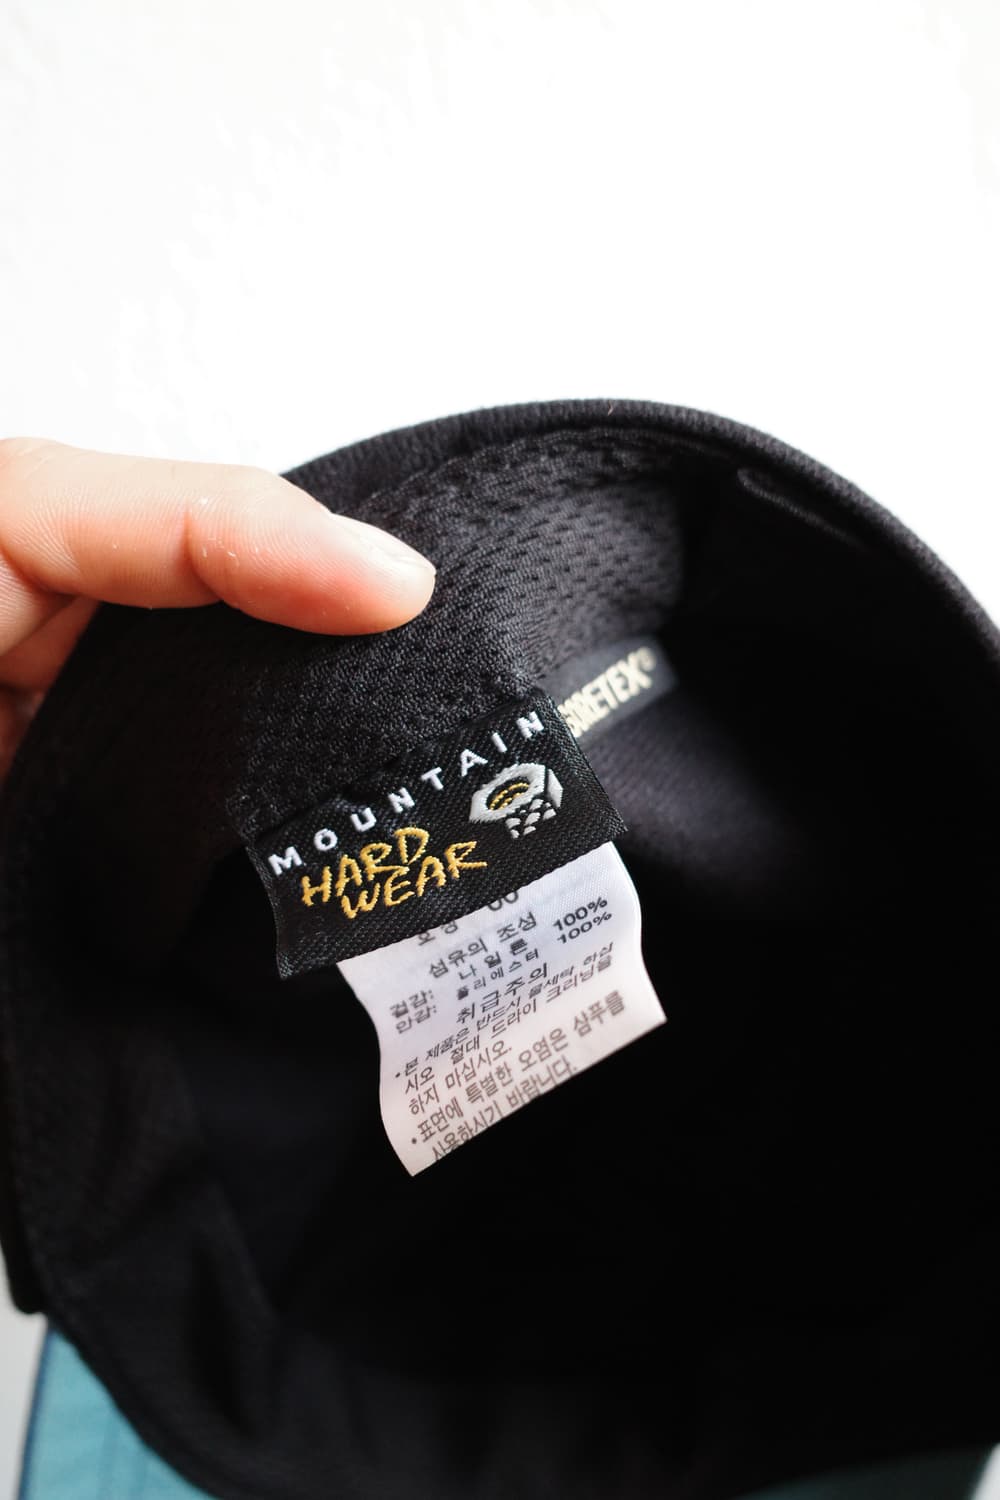 MOUNTAIN
HARD
WEAR
GORETEX®
호칭
섬유의 조성
겉감: 나 일 론 100%
안감: 폴리에스터 100%
취급주의
•본 제품은 반드시 물세탁 하십
시오 절대 드라이 크리닝을
하지 마십시오.
•표면에 특별한 오염은 샴푸를
사용하시기 바랍니다.